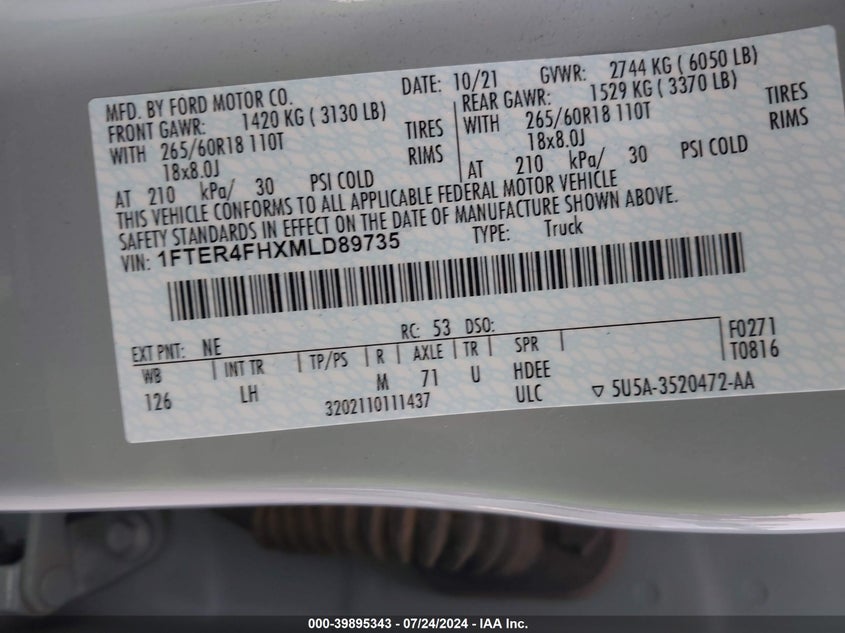 MFD. BY FORD MOTOR CO. DATE: 10/21 GVWR: 2744 KG ( 6050 LB)
FRONT GAWR: 1420 KG ( 3130 LB) REAR GAWR: 1529 KG ( 3370 LB)
WITH 265/60R18 110T TIRES WITH 265/60R18 110T TIRES
18x8.0J RIMS 18x8.0J RIMS
AT 210 kPa/ 30 PSI COLD AT 210 kPa/ 30 PSI COLD
THIS VEHICLE CONFORMS TO ALL APPLICABLE FEDERAL MOTOR VEHICLE
SAFETY STANDARDS IN EFFECT ON THE DATE OF MANUFACTURE SHOWN ABOVE.
VIN: 1FTER4FHXMLD89735 TYPE: Truck
EXT PNT: NE RC: 53 DSO: F0271
WB INT TR TP/PS R AXLE TR SPR T0816
126 LH M 71 U HDEE
3202110111437 ULC ▽ 5U5A-3520472-AA
000-39895343 - 07/24/2024 - IAA Inc.